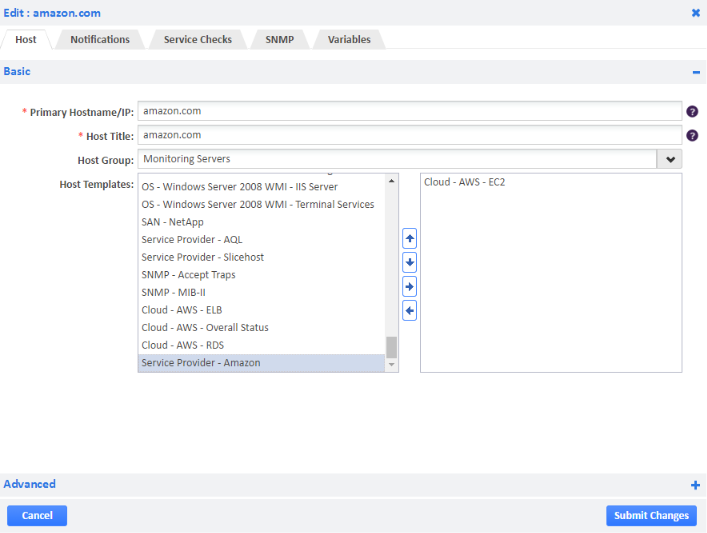 Edit : amazon.com
Host
Notifications
Service Checks
SNMP
Variables
Basic
* Primary Hostname/IP: amazon.com
* Host Title: amazon.com
Host Group: Monitoring Servers
Host Templates:
OS - Windows Server 2008 WMI - IIS Server
OS - Windows Server 2008 WMI - Terminal Services
SAN - NetApp
Service Provider - AQL
Service Provider - Slicehost
SNMP - Accept Traps
SNMP - MIB-II
Cloud - AWS - ELB
Cloud - AWS - Overall Status
Cloud - AWS - RDS
Service Provider - Amazon
Cloud - AWS - EC2
Advanced
Cancel
Submit Changes